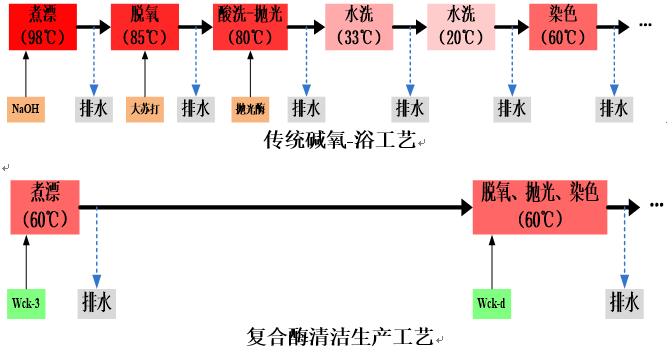 煮漂
(98℃)
脱氧
(85℃)
酸洗-抛光
(80℃)
水洗
(33℃)
水洗
(20℃)
染色
(60℃)
...
NaOH
排水
大苏打
排水
抛光酶
排水
排水
排水
排水
传统碱氧-浴工艺
煮漂
(60℃)
脱氧、抛光、染色
(60℃)
...
Wck-3
排水
Wck-d
排水
复合酶清洁生产工艺